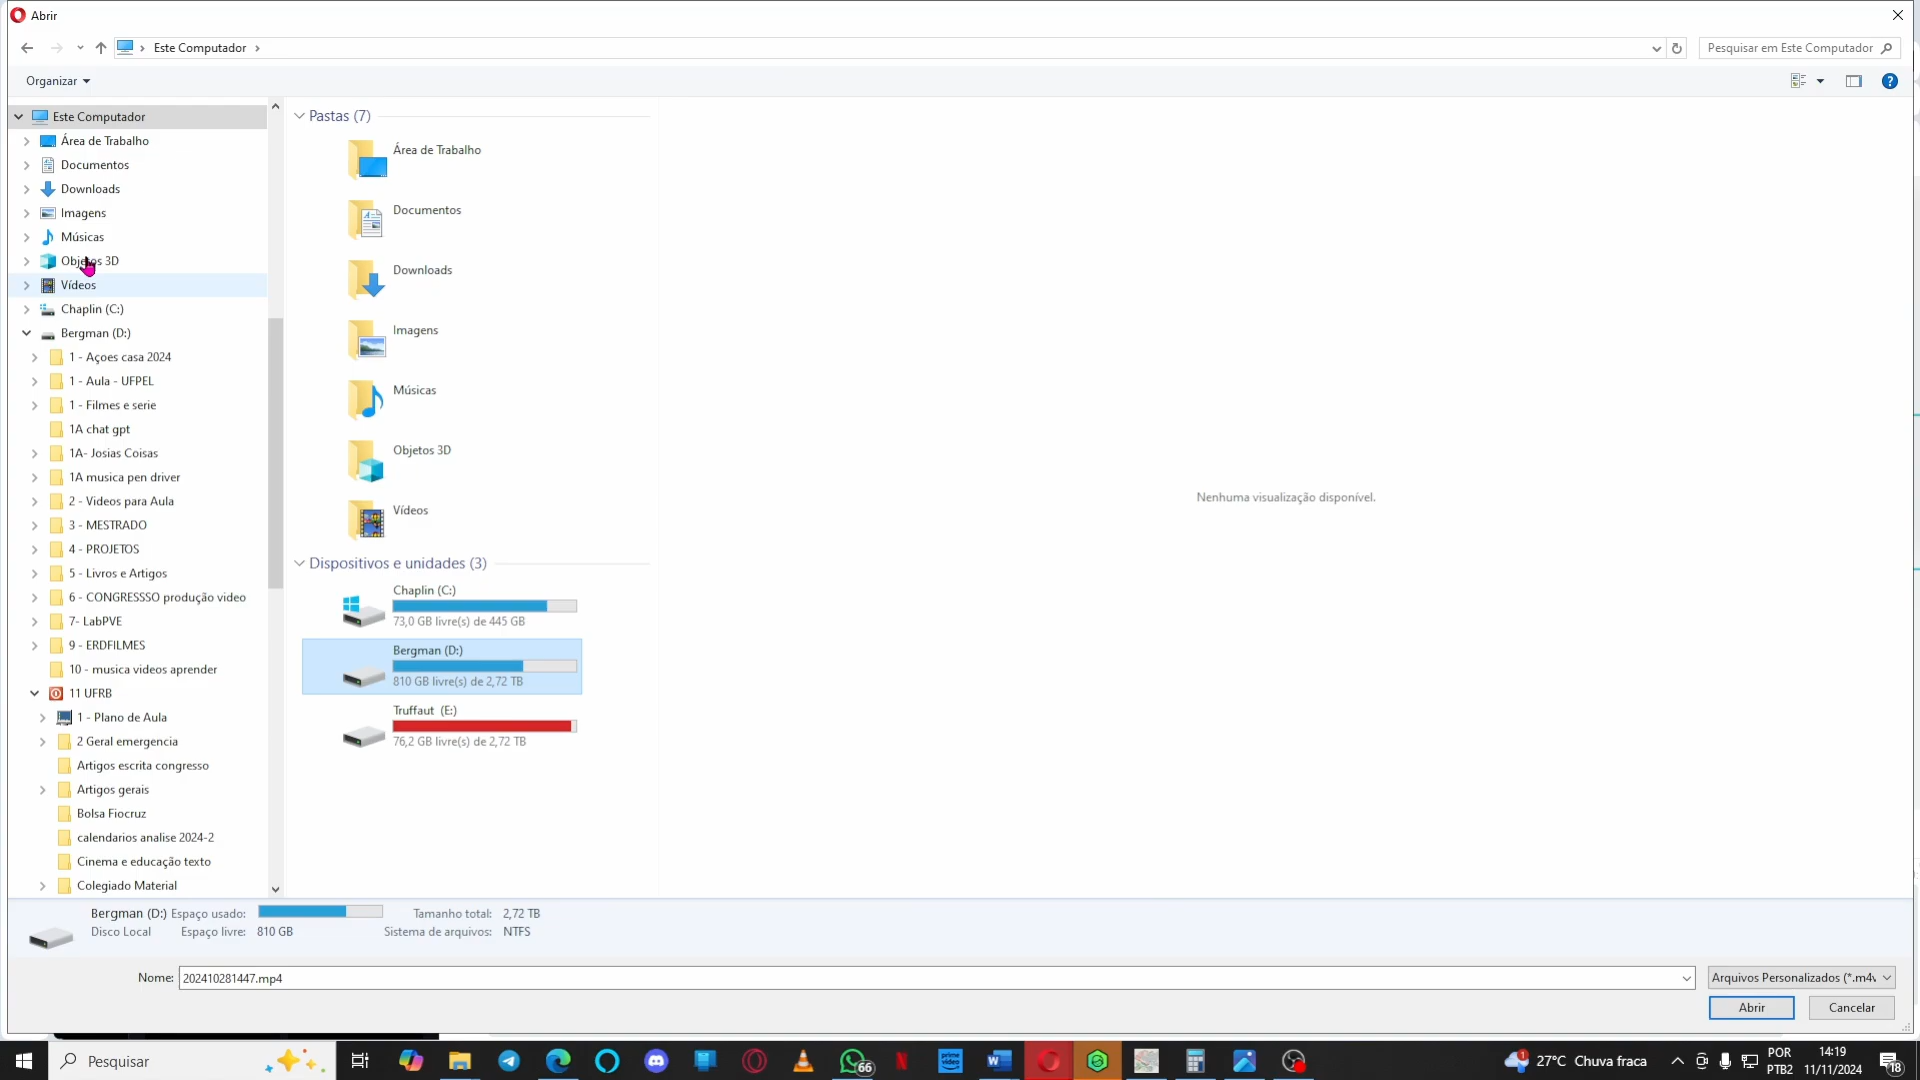 Abrir
Este Computador
Pesquisar em Este Computador
Organizar
Este Computador
Área de Trabalho
Documentos
Downloads
Imagens
Músicas
Objetos 3D
Vídeos
Chaplin (C:)
Bergman (D:)
1 - Açoes casa 2024
1 - Aula - UFPEL
1 - Filmes e serie
1A chat gpt
1A- Josias Coisas
1A musica pen driver
2 - Videos para Aula
3 - MESTRADO
4 - PROJETOS
5 - Livros e Artigos
6 - CONGRESSSO produção video
7- LabPVE
9 - ERDFILMES
10 - musica videos aprender
11 UFRB
1 - Plano de Aula
2 Geral emergencia
Artigos escrita congresso
Artigos gerais
Bolsa Fiocruz
calendarios analise 2024-2
Cinema e educação texto
Colegiado Material
Pastas (7)
Área de Trabalho
Documentos
Downloads
Imagens
Músicas
Objetos 3D
Vídeos
Dispositivos e unidades (3)
Chaplin (C:)
73,0 GB livre(s) de 445 GB
Bergman (D:)
810 GB livre(s) de 2,72 TB
Truffaut (E:)
76,2 GB livre(s) de 2,72 TB
Nenhuma visualização disponível.
Bergman (D:) Espaço usado: Tamanho total: 2,72 TB
Disco Local Espaço livre: 810 GB Sistema de arquivos: NTFS
Nome: 202410281447.mp4 Arquivos Personalizados (*.m4v
Abrir Cancelar
Pesquisar
66
prime video
1
27°C Chuva fraca
POR
PTB2
14:19
11/11/2024
18